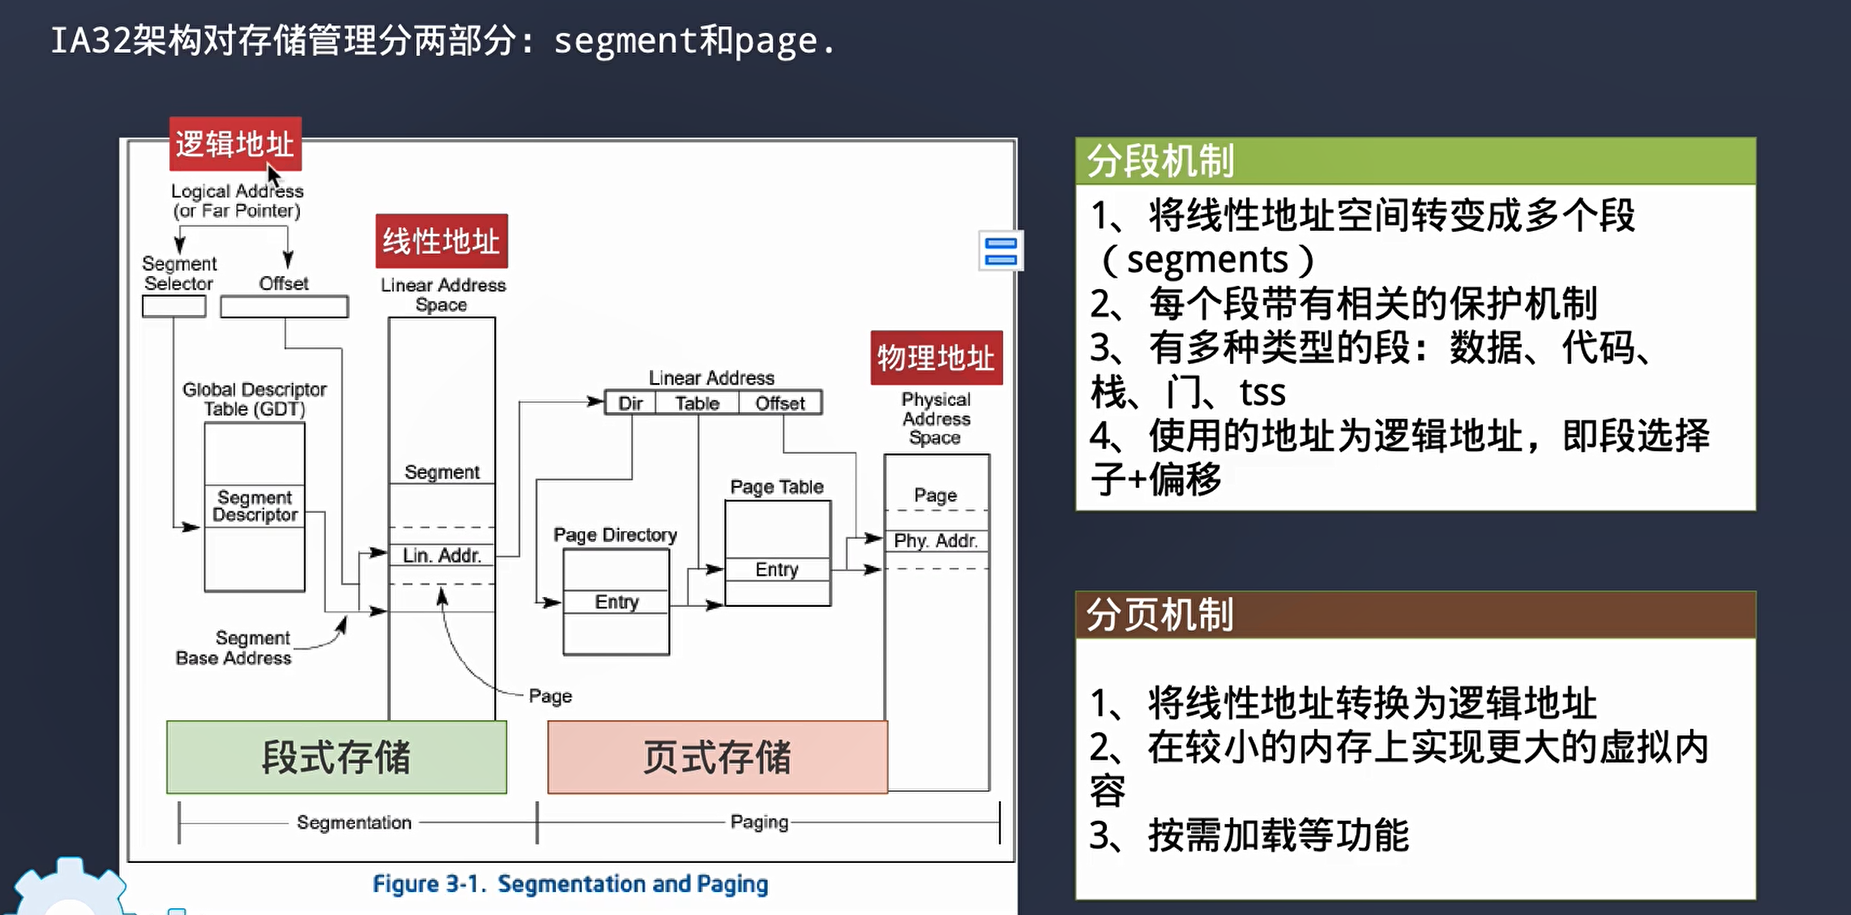 IA32架构对存储管理分两部分：segment和page.
逻辑地址
Logical Address
(or Far Pointer)
Segment
Selector
Offset
线性地址
Linear Address
Space
Global Descriptor
Table (GDT)
Segment
Descriptor
Segment
Lin. Addr.
Segment
Base Address
Page
Linear Address
Dir
Table
Offset
Page Directory
Entry
Page Table
Entry
物理地址
Physical
Address
Space
Page
Phy. Addr.
段式存储
页式存储
Segmentation
Paging
Figure 3-1. Segmentation and Paging
分段机制
1、将线性地址空间转变成多个段
（segments）
2、每个段带有相关的保护机制
3、有多种类型的段：数据、代码、
栈、门、tss
4、使用的地址为逻辑地址，即段选择
子+偏移
分页机制
1、将线性地址转换为逻辑地址
2、在较小的内存上实现更大的虚拟内
容
3、按需加载等功能